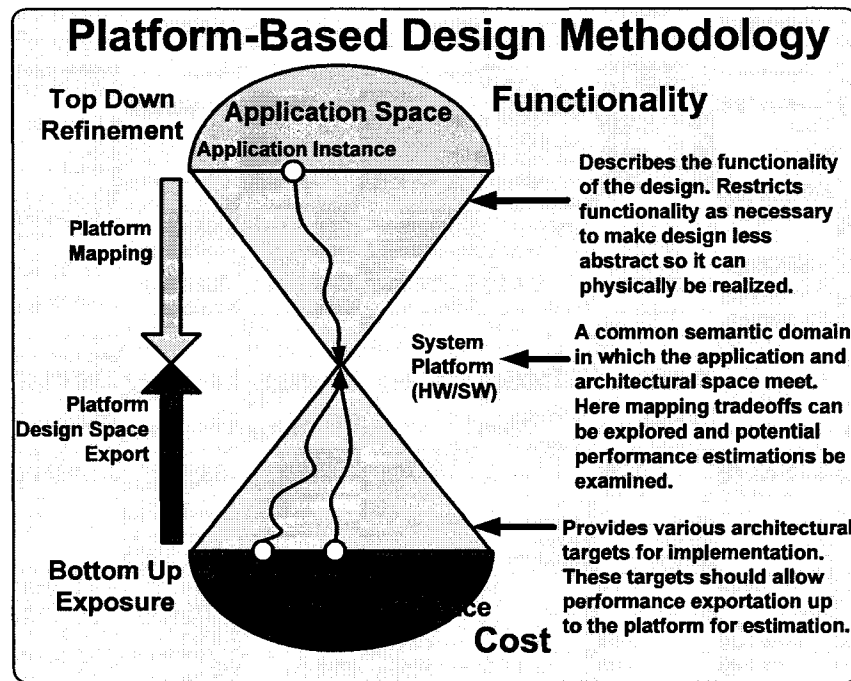 Platform-Based Design Methodology
Top Down
Refinement
Application Space
Application Instance
Functionality
Platform
Mapping
Describes the functionality
of the design. Restricts
functionality as necessary
to make design less
abstract so it can
physically be realized.
System
Platform
(HW/SW)
A common semantic domain
in which the application and
architectural space meet.
Here mapping tradeoffs can
be explored and potential
performance estimations be
examined.
Platform
Design Space
Export
Bottom Up
Exposure
Provides various architectural
targets for implementation.
These targets should allow
performance exportation up
to the platform for estimation.
Cost